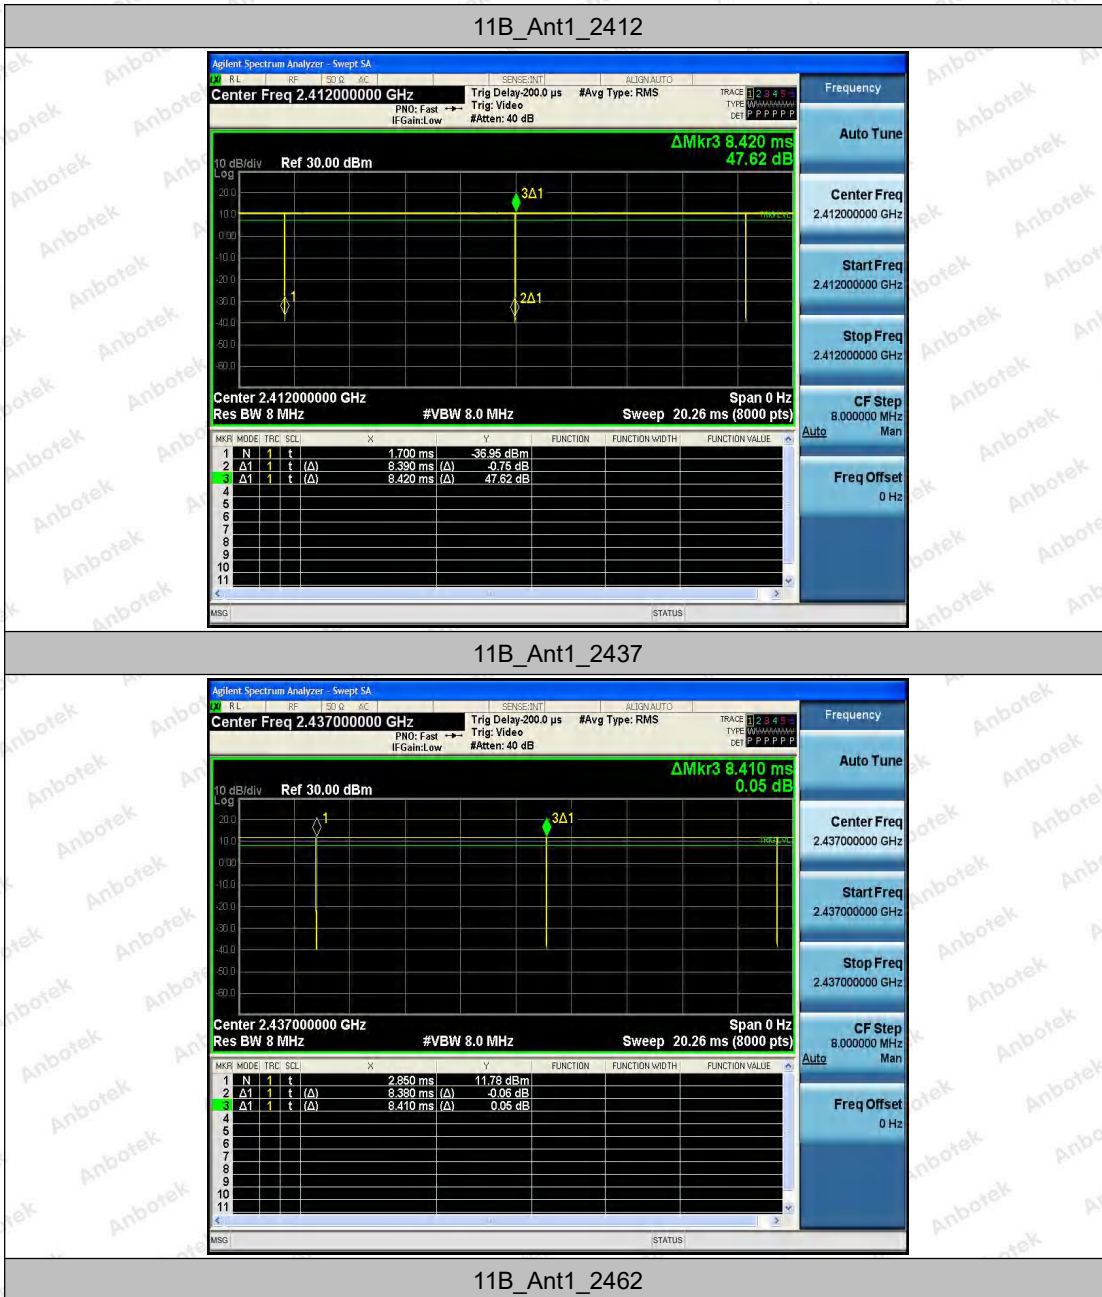 11B_Ant1_2412
Agilent Spectrum Analyzer - Swept SA
RL RF 50 Ω AC SENSE:INT ALIGNAUTO
Center Freq 2.412000000 GHz
Trig Delay-200.0 µs #Avg Type: RMS
PNO: Fast Trig: Video
IFGain:Low #Atten: 40 dB
TRACE 1 2 3 4 5 6
TYPE
DET P P P P P P
ΔMkr3 8.420 ms
47.62 dB
10 dB/div Ref 30.00 dBm
Log
20.0
10.0
0.00
-10.0
-20.0
-30.0
-40.0
-50.0
-60.0
3Δ1
1
2Δ1
Center 2.412000000 GHz Span 0 Hz
Res BW 8 MHz #VBW 8.0 MHz Sweep 20.26 ms (8000 pts)
MKR MODE TRC SCL X Y FUNCTION FUNCTION WIDTH FUNCTION VALUE
1 N 1 t 1.700 ms -36.95 dBm
2 Δ1 1 t (Δ) 8.390 ms (Δ) -0.75 dB
3 Δ1 1 t (Δ) 8.420 ms (Δ) 47.62 dB
4
5
6
7
8
9
10
11
MSG STATUS
Frequency
Auto Tune
Center Freq
2.412000000 GHz
Start Freq
2.412000000 GHz
Stop Freq
2.412000000 GHz
CF Step
8.000000 MHz
Auto Man
Freq Offset
0 Hz
11B_Ant1_2437
Agilent Spectrum Analyzer - Swept SA
RL RF 50 Ω AC SENSE:INT ALIGNAUTO
Center Freq 2.437000000 GHz
Trig Delay-200.0 µs #Avg Type: RMS
PNO: Fast Trig: Video
IFGain:Low #Atten: 40 dB
TRACE 1 2 3 4 5 6
TYPE
DET P P P P P P
ΔMkr3 8.410 ms
0.05 dB
10 dB/div Ref 30.00 dBm
Log
20.0
10.0
0.00
-10.0
-20.0
-30.0
-40.0
-50.0
-60.0
1
3Δ1
TRIG LVL
Center 2.437000000 GHz Span 0 Hz
Res BW 8 MHz #VBW 8.0 MHz Sweep 20.26 ms (8000 pts)
MKR MODE TRC SCL X Y FUNCTION FUNCTION WIDTH FUNCTION VALUE
1 N 1 t 2.850 ms 11.78 dBm
2 Δ1 1 t (Δ) 8.380 ms (Δ) -0.06 dB
3 Δ1 1 t (Δ) 8.410 ms (Δ) 0.05 dB
4
5
6
7
8
9
10
11
MSG STATUS
Frequency
Auto Tune
Center Freq
2.437000000 GHz
Start Freq
2.437000000 GHz
Stop Freq
2.437000000 GHz
CF Step
8.000000 MHz
Auto Man
Freq Offset
0 Hz
11B_Ant1_2462